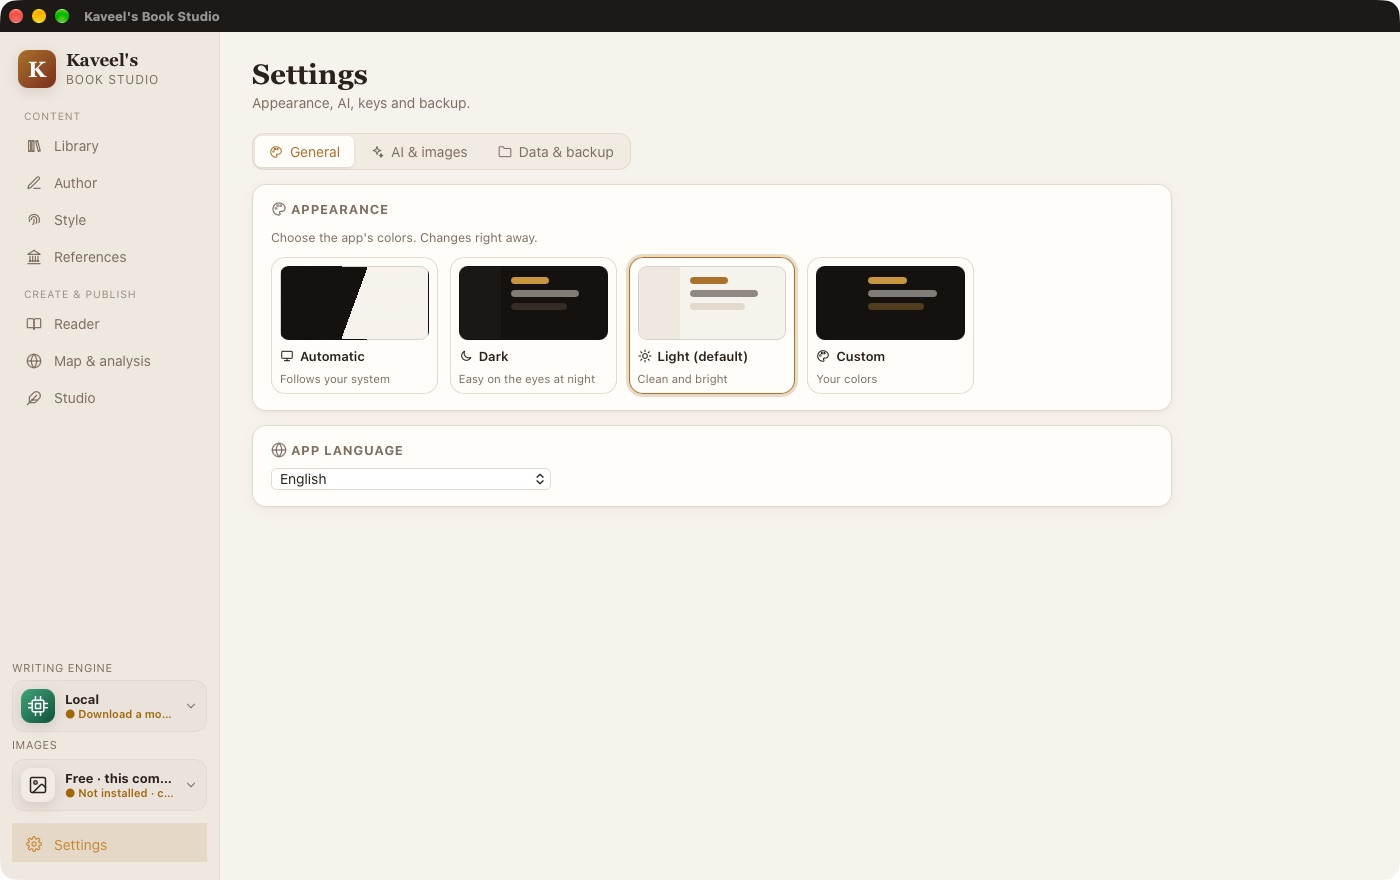 Kaveel's Book Studio
K
Kaveel's
BOOK STUDIO
CONTENT
Library
Author
Style
References
CREATE & PUBLISH
Reader
Map & analysis
Studio
WRITING ENGINE
Local
Download a mo...
IMAGES
Free · this com...
Not installed · c...
Settings
Settings
Appearance, AI, keys and backup.
General
AI & images
Data & backup
APPEARANCE
Choose the app's colors. Changes right away.
Automatic
Follows your system
Dark
Easy on the eyes at night
Light (default)
Clean and bright
Custom
Your colors
APP LANGUAGE
English